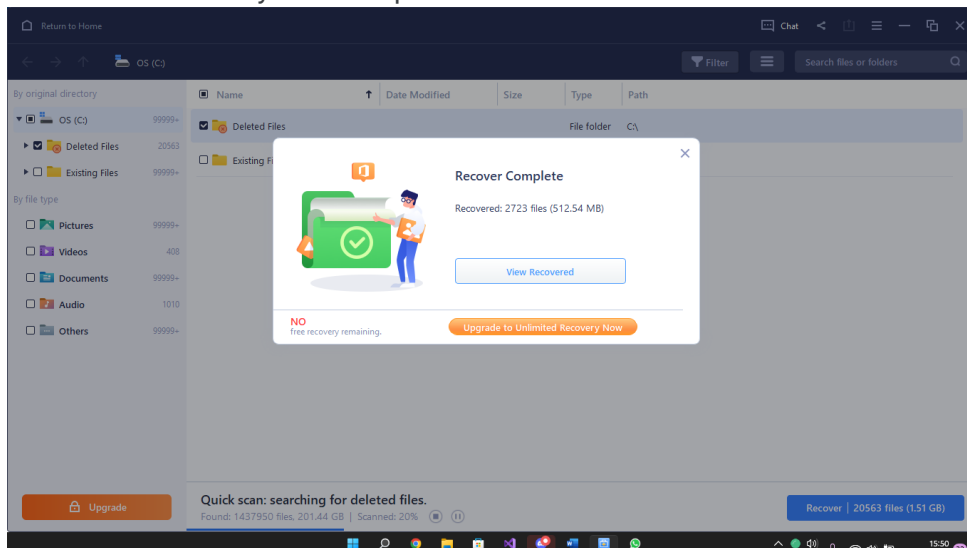 Return to Home
Chat
OS (C:)
Filter
Search files or folders
By original directory
Name
Date Modified
Size
Type
Path
OS (C:) 99999+
Deleted Files 20563
Existing Files 99999+
By file type
Pictures 99999+
Videos 408
Documents 99999+
Audio 1010
Others 99999+
Deleted Files File folder C:\
Existing Fi
Recover Complete
Recovered: 2723 files (512.54 MB)
View Recovered
NO
free recovery remaining.
Upgrade to Unlimited Recovery Now
Upgrade
Quick scan: searching for deleted files.
Found: 1437950 files, 201.44 GB | Scanned: 20%
Recover | 20563 files (1.51 GB)
15:50